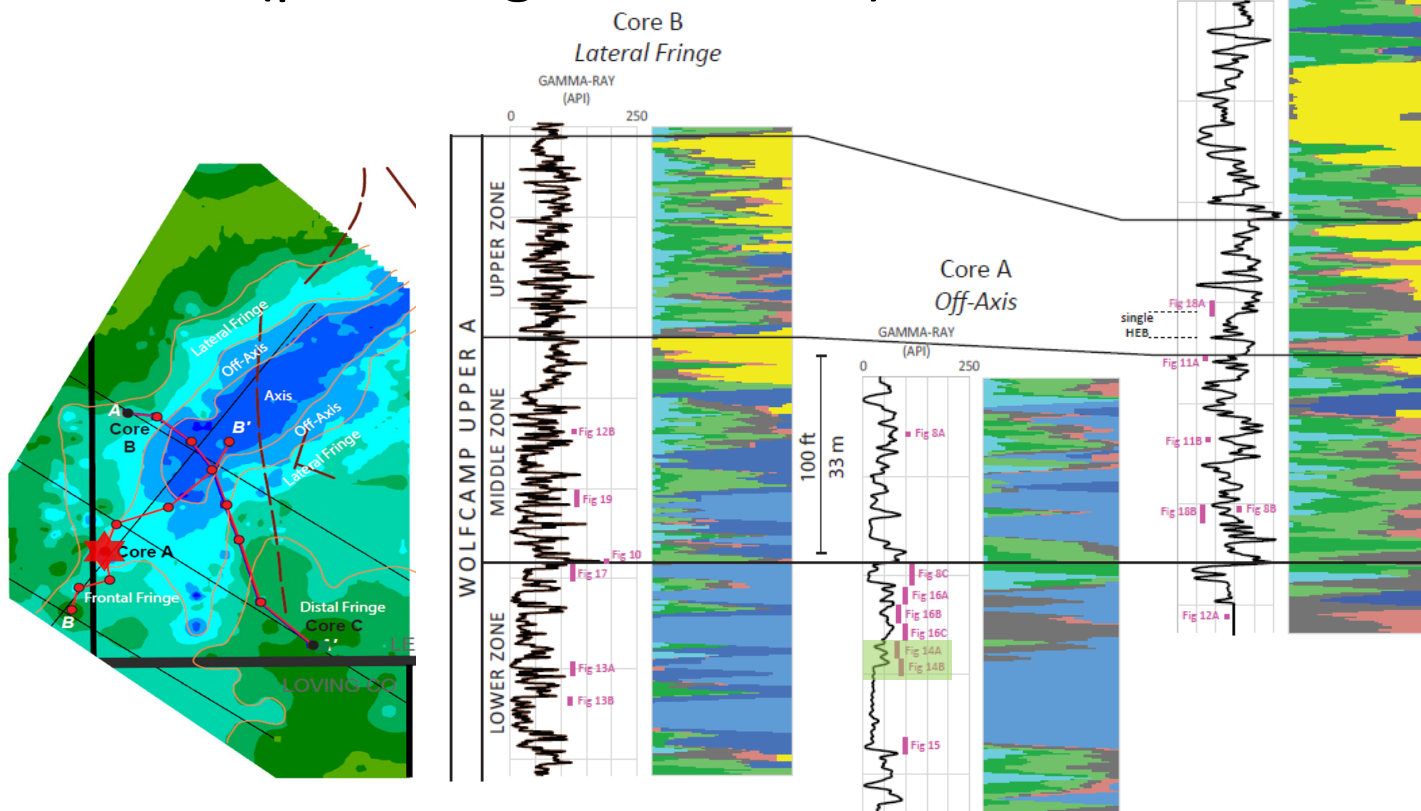 Core B
Lateral Fringe
GAMMA-RAY
(API)
0
250
WOLFCAMP UPPER A
UPPER ZONE
MIDDLE ZONE
LOWER ZONE
Fig 12B
Fig 19
Fig 10
Fig 17
Fig 13A
Fig 13B
100 ft
33 m
Core A
Off-Axis
GAMMA-RAY
(API)
0
250
Fig 8A
Fig 8C
Fig 16A
Fig 16B
Fig 16C
Fig 14A
Fig 14B
Fig 15
Fig 18A
single
HEB
Fig 11A
Fig 11B
Fig 18B
Fig 8B
Fig 12A
Lateral Fringe
Off-Axis
Axis
Off-Axis
Lateral Fringe
A
Core
B
B'
Core A
Frontal Fringe
B
Distal Fringe
Core C
LE
LOVING CO